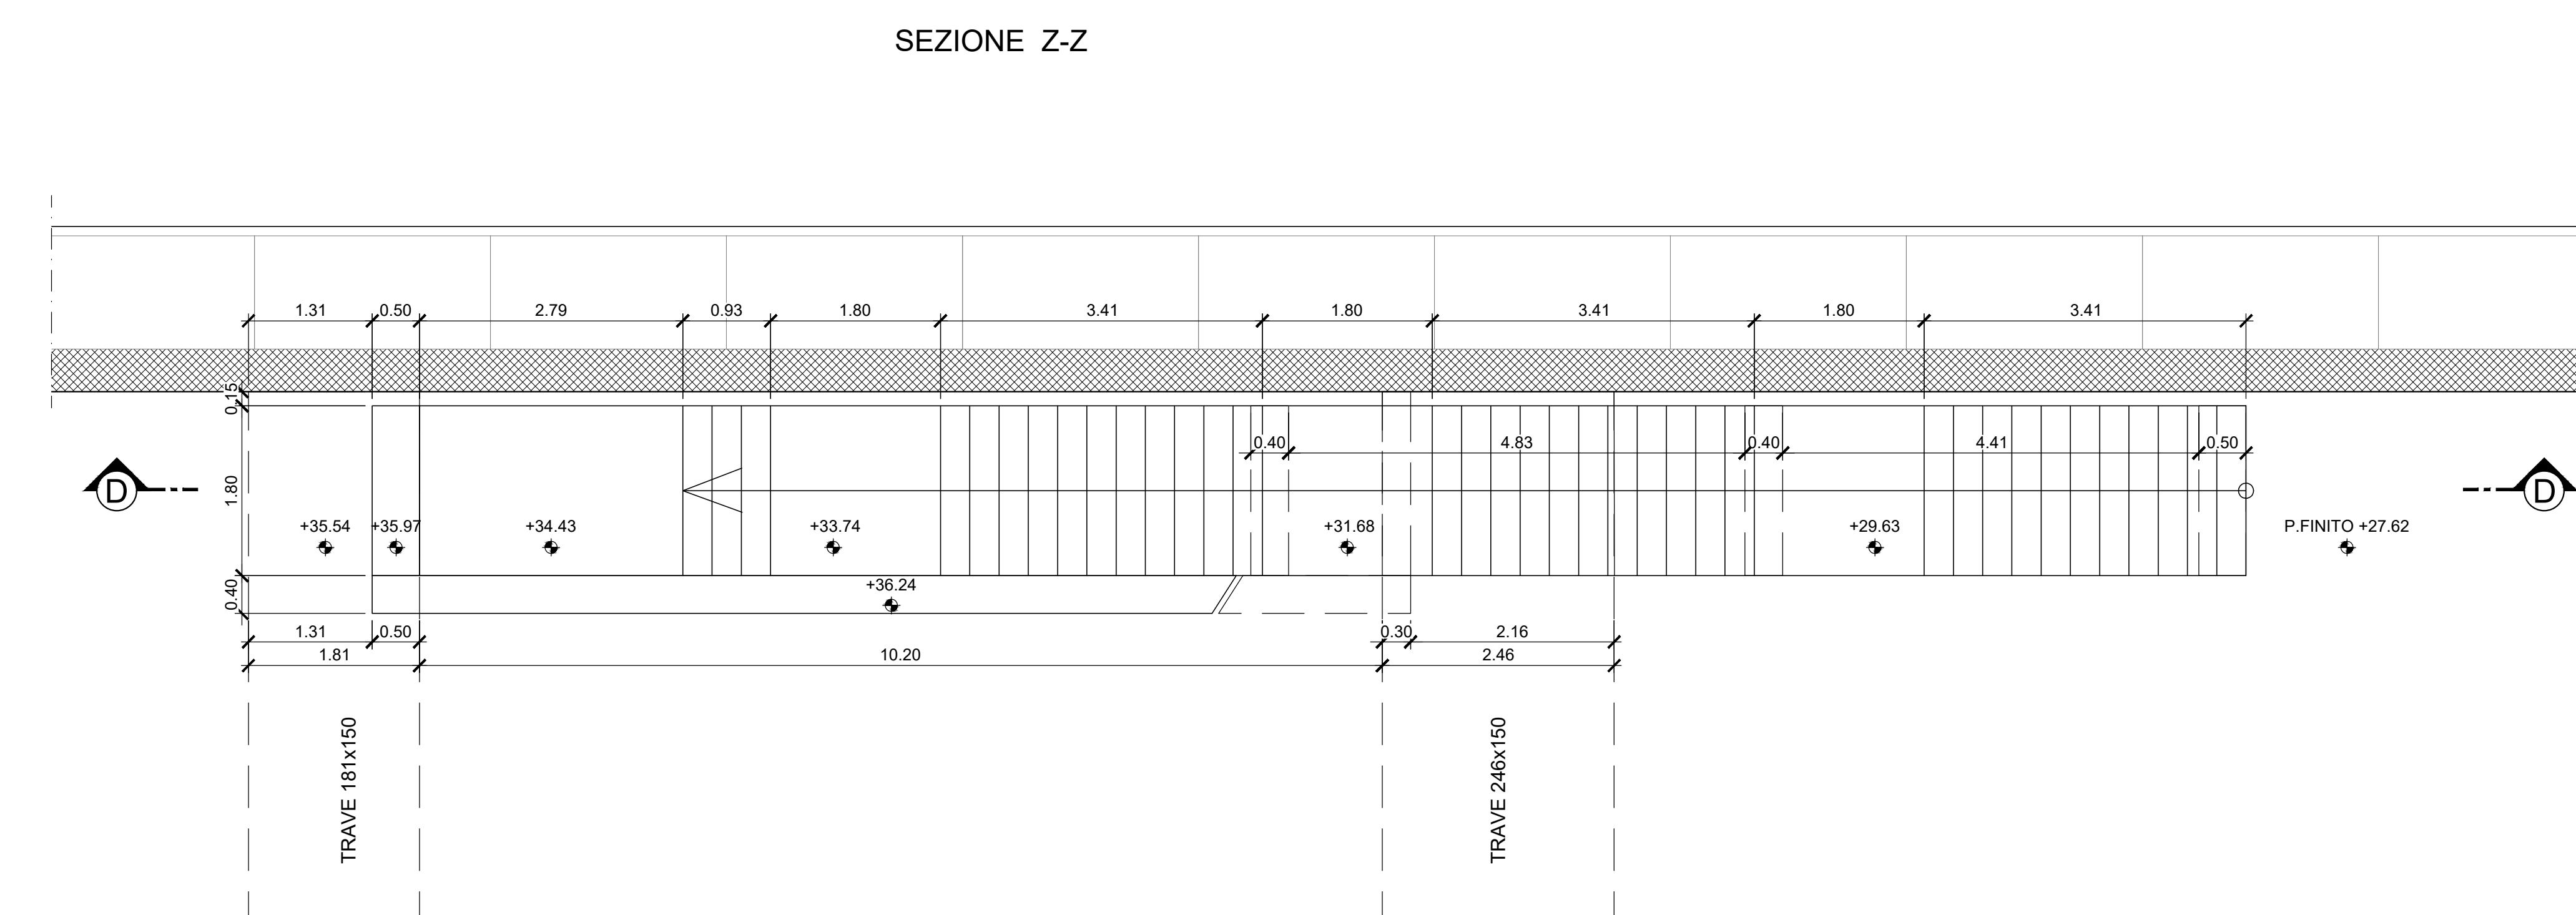 SEZIONE Z-Z
1.31 0.50 2.79 0.93 1.80 3.41 1.80 3.41 1.80 3.41
0.15
0.40 4.83 0.40 4.41 0.50
1.80
D
D
+35.54 +35.97 +34.43 +33.74 +31.68 +29.63 P.FINITO +27.62
0.40
+36.24
1.31 0.50 0.30 2.16
1.81 10.20 2.46
TRAVE 181x150
TRAVE 246x150